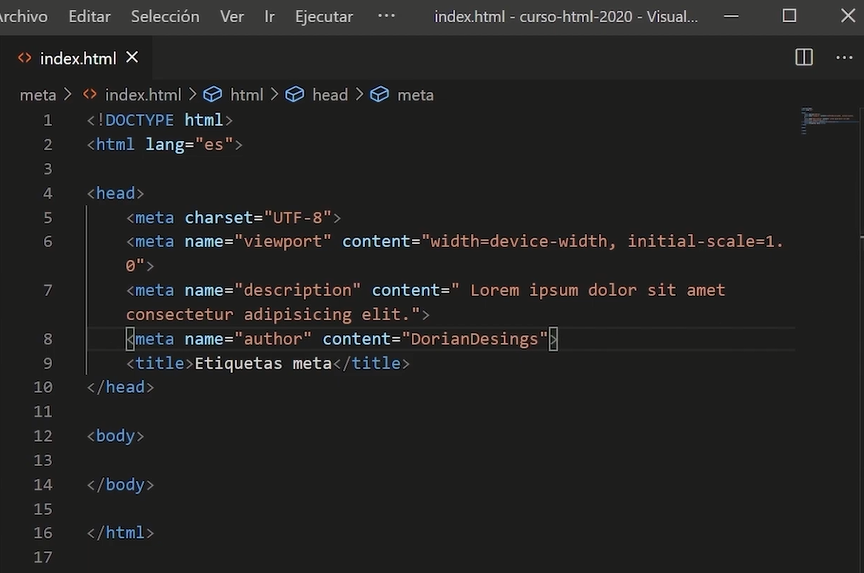 rchivo Editar Selección Ver Ir Ejecutar ··· index.html - curso-html-2020 - Visual...
index.html
meta > index.html > html > head > meta
1 <!DOCTYPE html>
2 <html lang="es">
3
4 <head>
5 <meta charset="UTF-8">
6 <meta name="viewport" content="width=device-width, initial-scale=1.
0">
7 <meta name="description" content=" Lorem ipsum dolor sit amet
consectetur adipisicing elit.">
8 <meta name="author" content="DorianDesings">
9 <title>Etiquetas meta</title>
10 </head>
11
12 <body>
13
14 </body>
15
16 </html>
17